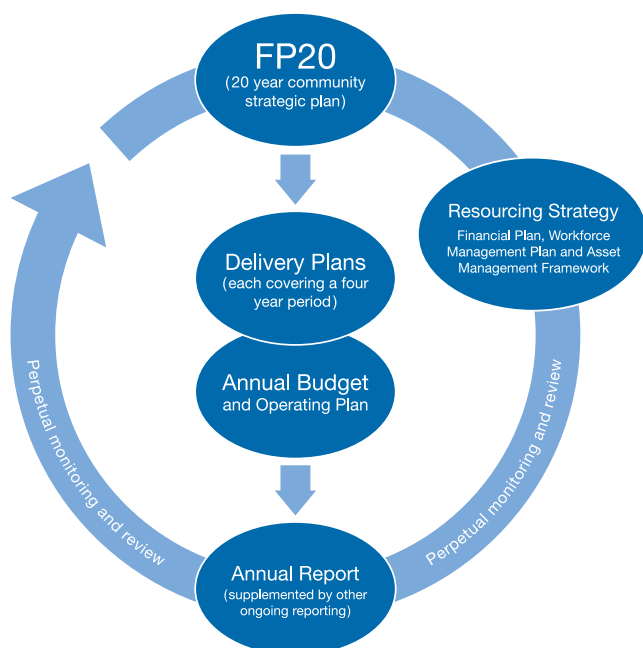 FP20
(20 year community
strategic plan)
Resourcing Strategy
Financial Plan, Workforce
Management Plan and Asset
Management Framework
Delivery Plans
(each covering a four
year period)
Annual Budget
and Operating Plan
Perpetual monitoring and review
Perpetual monitoring and review
Annual Report
(supplemented by other
ongoing reporting)